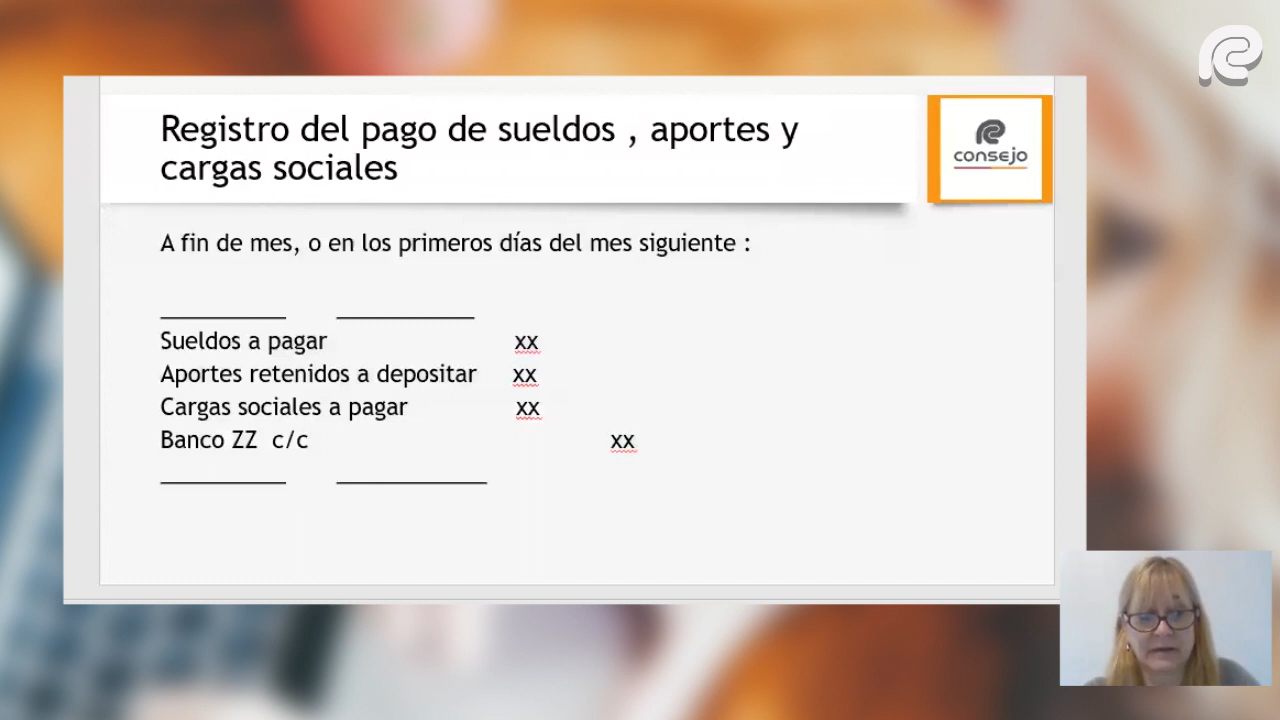 Registro del pago de sueldos , aportes y
cargas sociales
consejo
A fin de mes, o en los primeros días del mes siguiente :
Sueldos a pagar xx
Aportes retenidos a depositar xx
Cargas sociales a pagar xx
Banco ZZ c/c xx